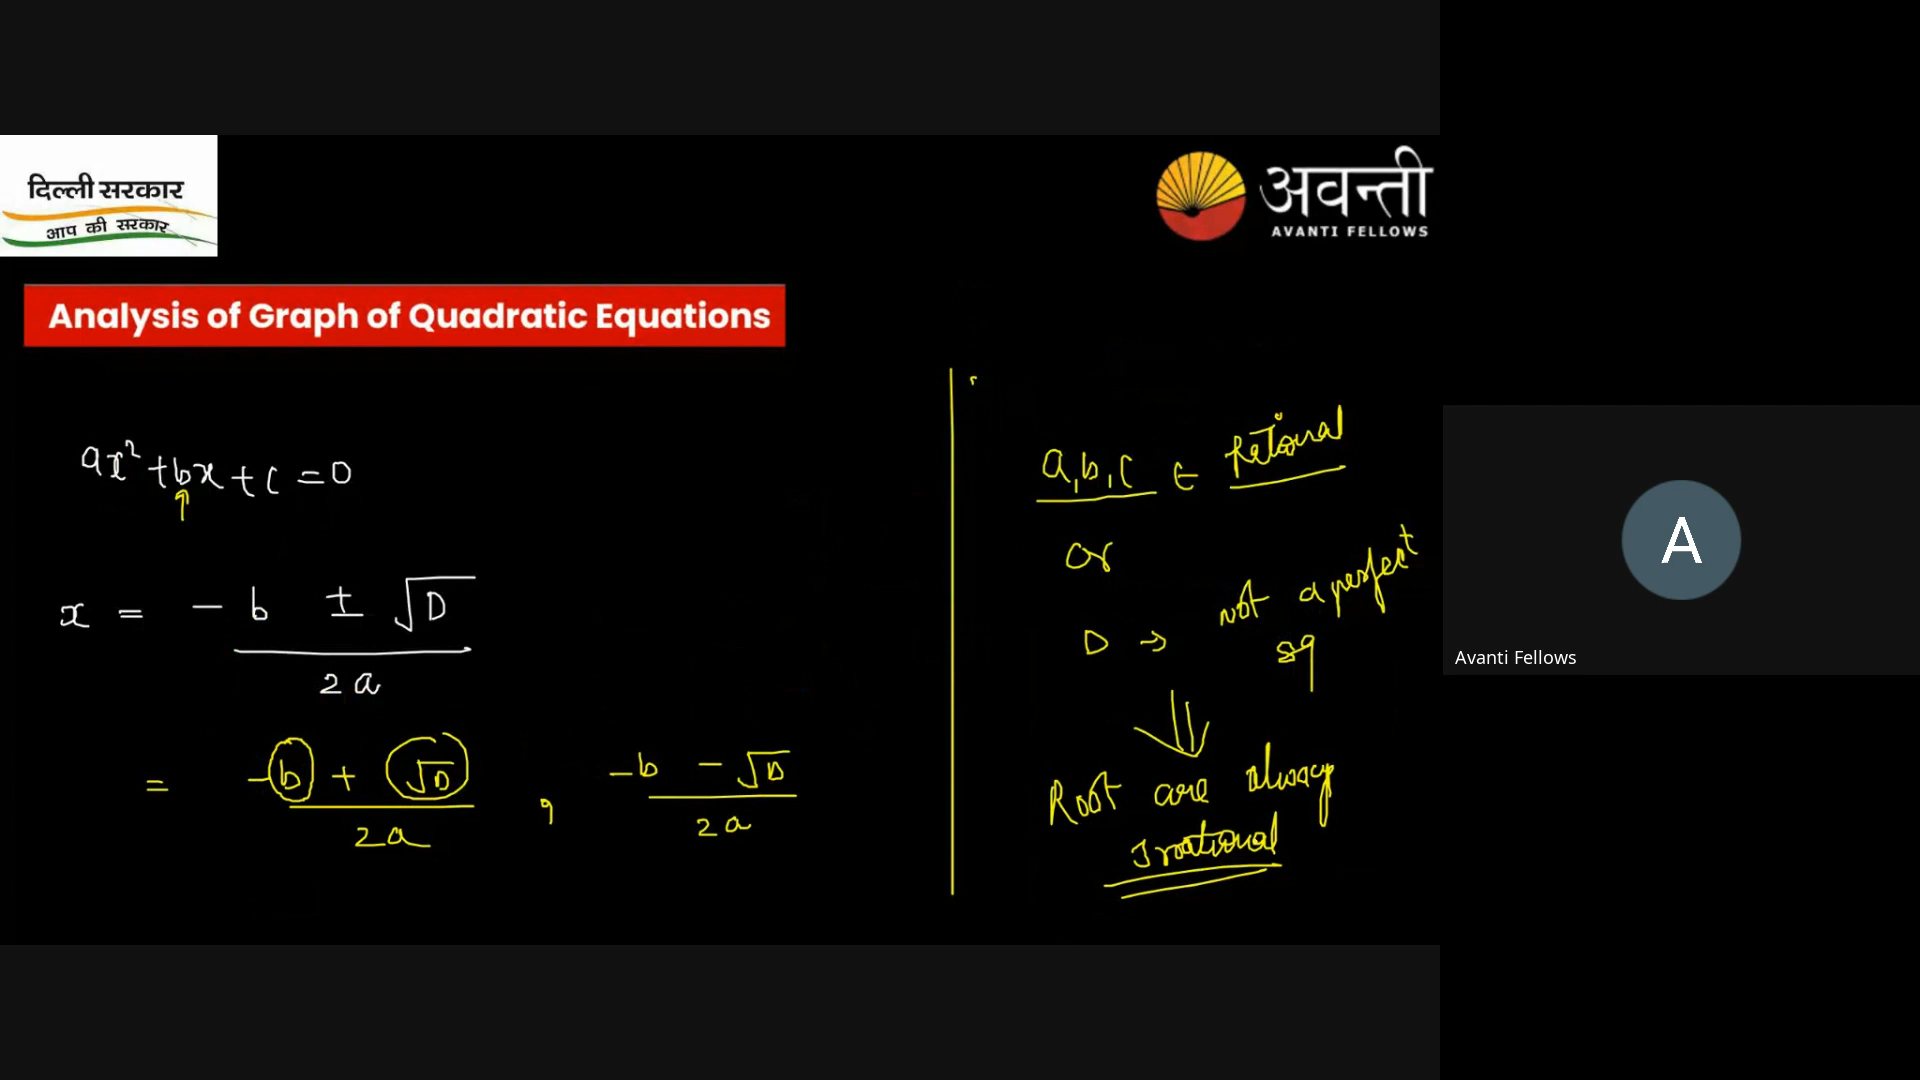 दिल्ली सरकार
आप की सरकार
अवन्ती
AVANTI FELLOWS
Analysis of Graph of Quadratic Equations
ax² + bx + c = 0
x = -b ± √D / 2a
= -b + √D / 2a , -b - √D / 2a
a,b,c ∈ Rational
or
D → not a perfect
sq
⇓
Root are always
Irrational
A
Avanti Fellows